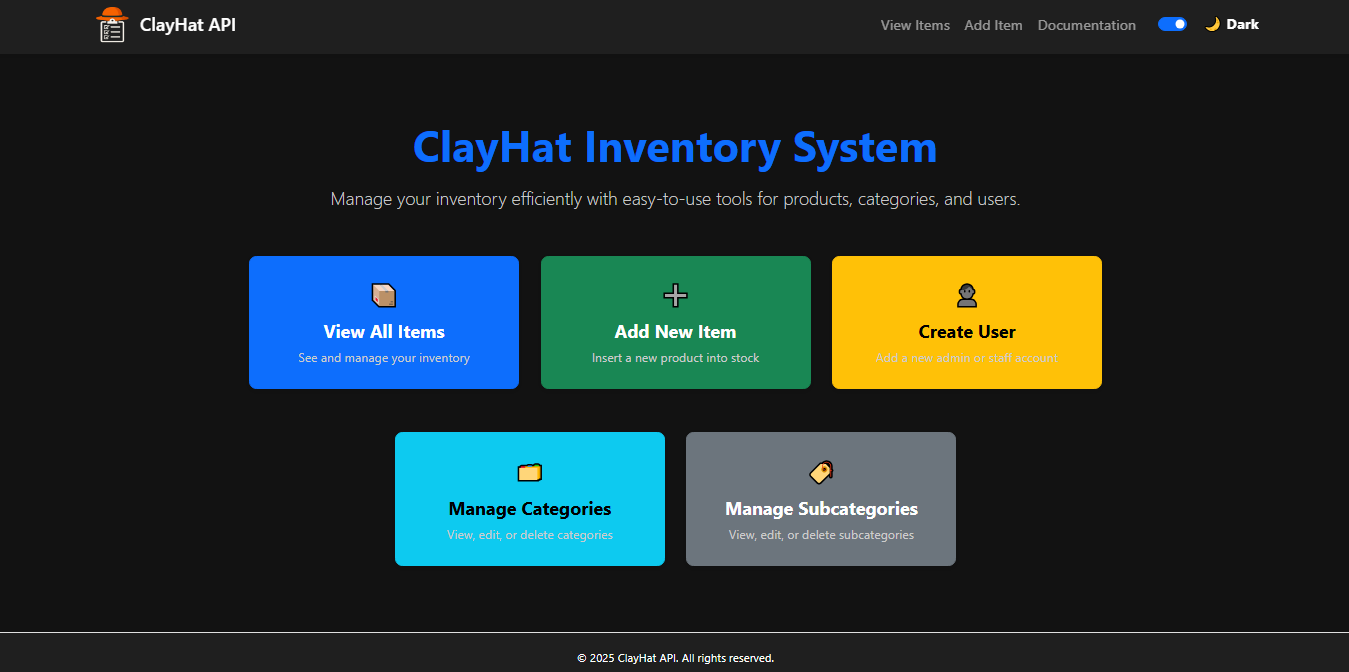 ClayHat API
View Items Add Item Documentation 🌙 Dark
ClayHat Inventory System
Manage your inventory efficiently with easy-to-use tools for products, categories, and users.
View All Items
See and manage your inventory
Add New Item
Insert a new product into stock
Create User
Add a new admin or staff account
Manage Categories
View, edit, or delete categories
Manage Subcategories
View, edit, or delete subcategories
© 2025 ClayHat API. All rights reserved.